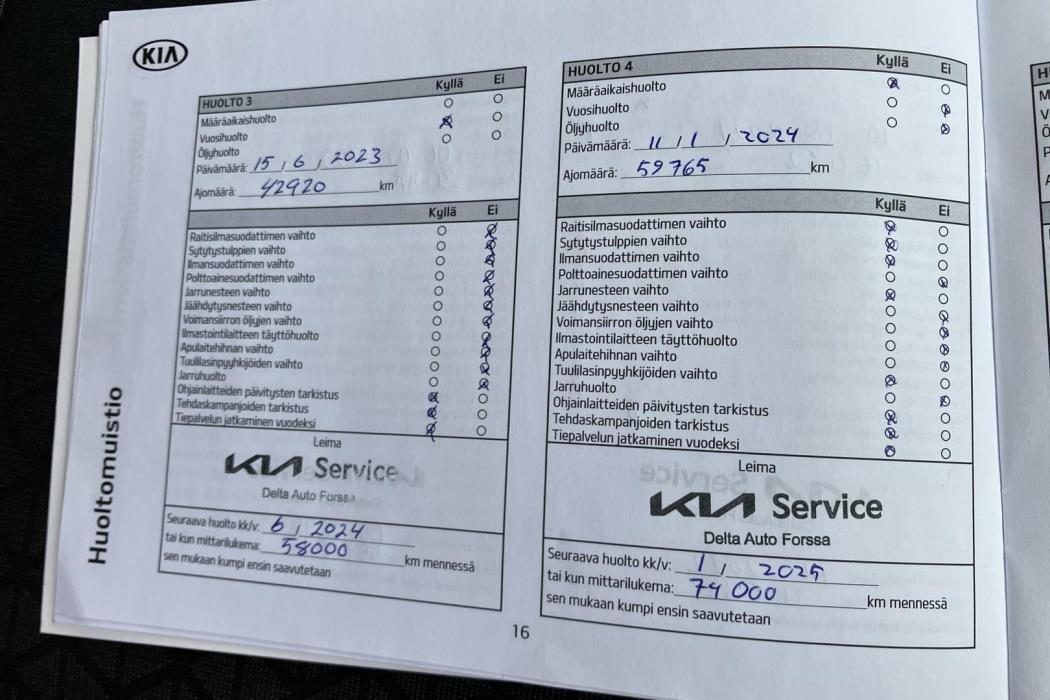 KIA
Huoltomuistio
HUOLTO 3 Kyllä Ei
Määräaikaishuolto
Vuosihuolto
Öljyhuolto
Päivämäärä: 15 / 6 / 2023
Ajomäärä: 42920 km
Kyllä Ei
Raitisilmasuodattimen vaihto
Sytytystulppien vaihto
Ilmansuodattimen vaihto
Polttoainesuodattimen vaihto
Jarrunesteen vaihto
Jäähdytysnesteen vaihto
Voimansiirron öljyjen vaihto
Ilmastointilaitteen täyttöhuolto
Apulaitehihnan vaihto
Tuulilasinpyyhkijöiden vaihto
Jarruhuolto
Ohjainlaitteiden päivitysten tarkistus
Tehdaskampanjoiden tarkistus
Tiepalvelun jatkaminen vuodeksi
Leima
KIA Service
Delta Auto Forssa
Seuraava huolto kk/v: 6 / 2024
tai kun mittarilukema: 58000 km mennessä
sen mukaan kumpi ensin saavutetaan
HUOLTO 4 Kyllä Ei
Määräaikaishuolto
Vuosihuolto
Öljyhuolto
Päivämäärä: 11 / 1 / 2024
Ajomäärä: 59765 km
Kyllä Ei
Raitisilmasuodattimen vaihto
Sytytystulppien vaihto
Ilmansuodattimen vaihto
Polttoainesuodattimen vaihto
Jarrunesteen vaihto
Jäähdytysnesteen vaihto
Voimansiirron öljyjen vaihto
Ilmastointilaitteen täyttöhuolto
Apulaitehihnan vaihto
Tuulilasinpyyhkijöiden vaihto
Jarruhuolto
Ohjainlaitteiden päivitysten tarkistus
Tehdaskampanjoiden tarkistus
Tiepalvelun jatkaminen vuodeksi
Leima
KIA Service
Delta Auto Forssa
Seuraava huolto kk/v: 1 / 2025
tai kun mittarilukema: 74 000 km mennessä
sen mukaan kumpi ensin saavutetaan
16